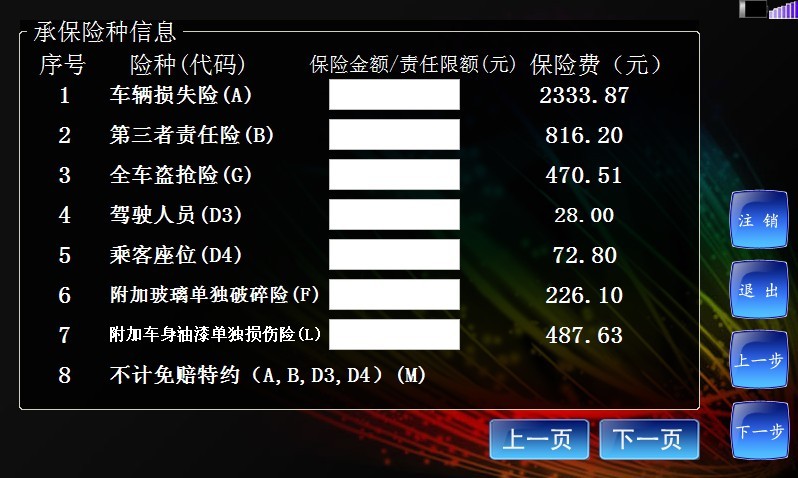 承保险种信息
序号 险种(代码) 保险金额/责任限额(元) 保险费（元）
1 车辆损失险(A) 2333.87
2 第三者责任险(B) 816.20
3 全车盗抢险(G) 470.51
4 驾驶人员(D3) 28.00
5 乘客座位(D4) 72.80
6 附加玻璃单独破碎险(F) 226.10
7 附加车身油漆单独损伤险(L) 487.63
8 不计免赔特约（A,B,D3,D4）(M)
注 销
退 出
上一步
下一步
上一页 下一页